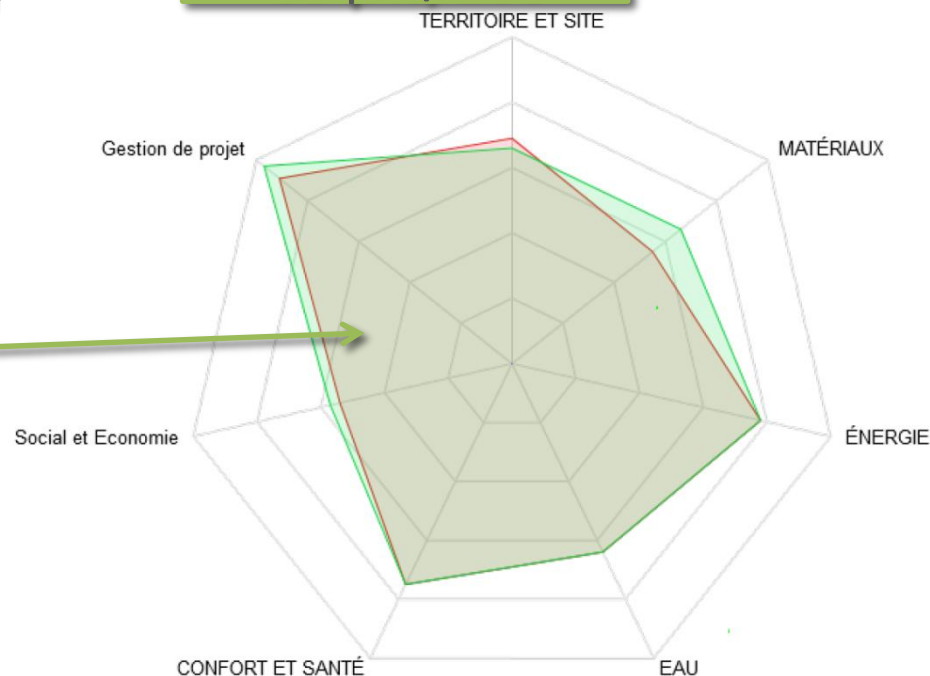 TERRITOIRE ET SITE
Gestion de projet
MATÉRIAUX
Social et Economie
ÉNERGIE
CONFORT ET SANTÉ
EAU